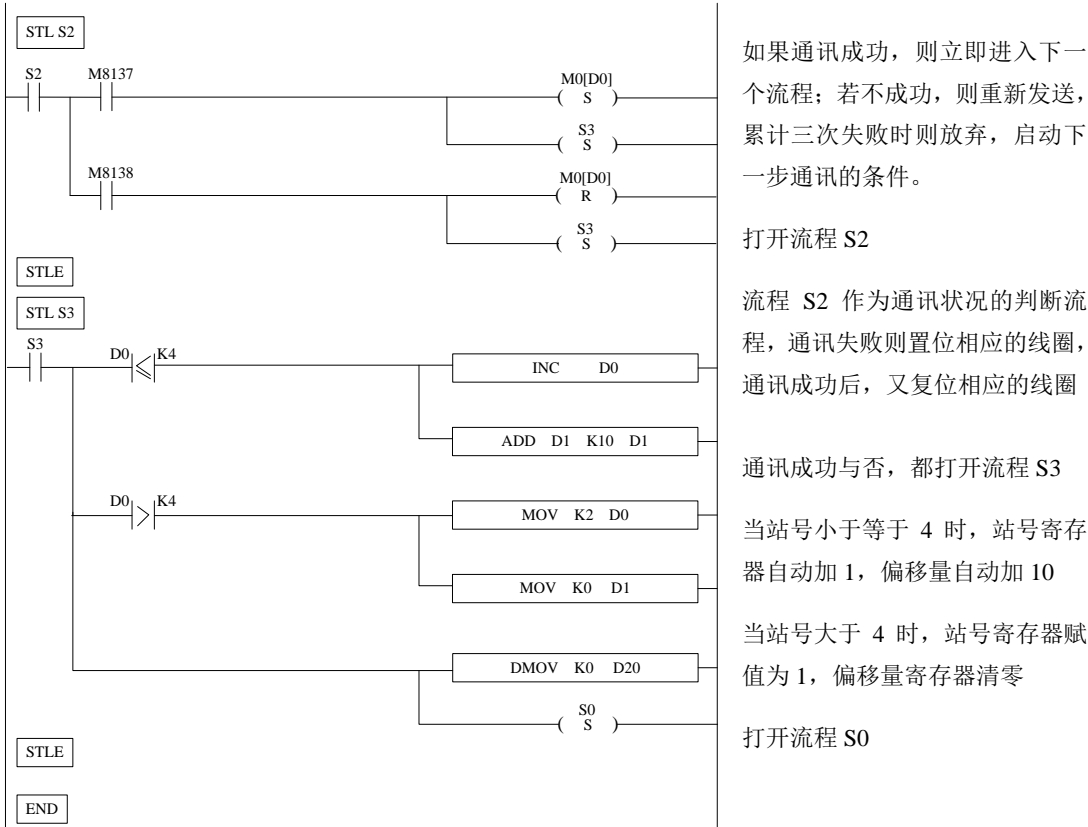 STL S2
S2
M8137
M0[D0]
( S )
S3
( S )
M8138
M0[D0]
( R )
S3
( S )
STLE
STL S3
S3
D0 ≤ K4
INC D0
ADD D1 K10 D1
D0 > K4
MOV K2 D0
MOV K0 D1
DMOV K0 D20
S0
( S )
STLE
END
如果通讯成功，则立即进入下一
个流程；若不成功，则重新发送，
累计三次失败时则放弃，启动下
一步通讯的条件。
打开流程 S2
流程 S2 作为通讯状况的判断流
程，通讯失败则置位相应的线圈，
通讯成功后，又复位相应的线圈
通讯成功与否，都打开流程 S3
当站号小于等于 4 时，站号寄存
器自动加 1，偏移量自动加 10
当站号大于 4 时，站号寄存器赋
值为 1，偏移量寄存器清零
打开流程 S0